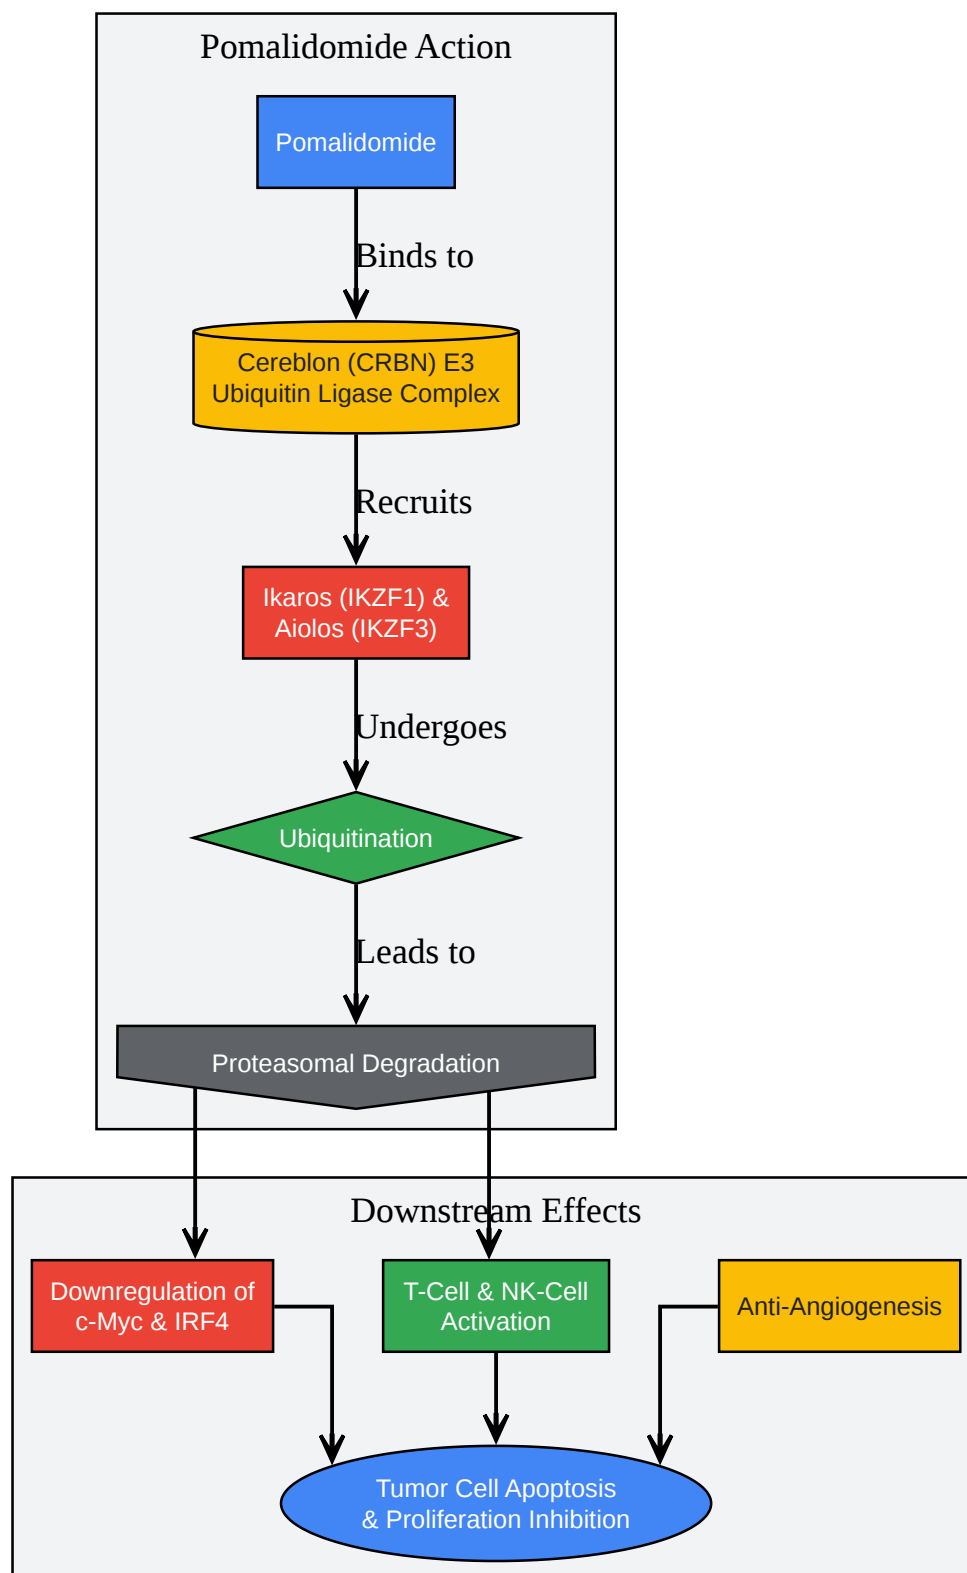 Pomalidomide Action
Pomalidomide
Binds to
Cereblon (CRBN) E3
Ubiquitin Ligase Complex
Recruits
Ikaros (IKZF1) &
Aiolos (IKZF3)
Undergoes
Ubiquitination
Leads to
Proteasomal Degradation
Downstream Effects
Downregulation of
c-Myc & IRF4
T-Cell & NK-Cell
Activation
Anti-Angiogenesis
Tumor Cell Apoptosis
& Proliferation Inhibition